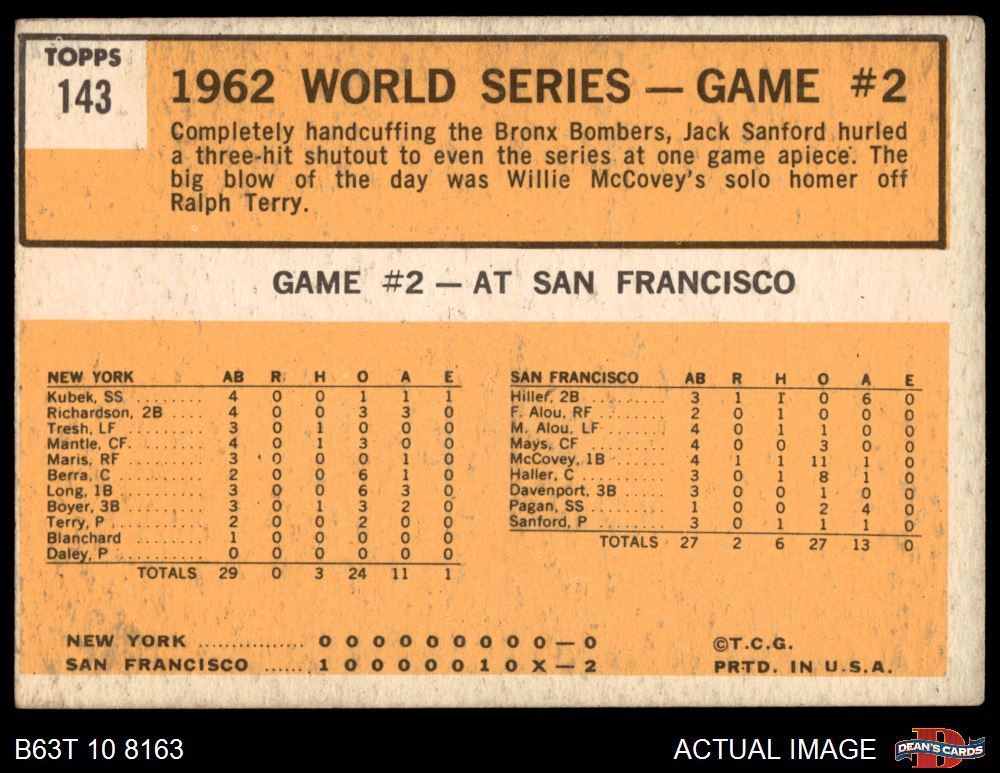 TOPPS
143
1962 WORLD SERIES — GAME #2
Completely handcuffing the Bronx Bombers, Jack Sanford hurled
a three-hit shutout to even the series at one game apiece. The
big blow of the day was Willie McCovey's solo homer off
Ralph Terry.
GAME #2 — AT SAN FRANCISCO
NEW YORK AB R H O A E
Kubek, SS 4 0 0 1 1 1
Richardson, 2B 4 0 0 3 3 0
Tresh, LF 3 0 1 0 0 0
Mantle, CF. 4 0 1 3 0 0
Maris, RF 3 0 0 0 1 0
Berra, C 2 0 0 6 1 0
Long, 1B 3 0 0 6 3 0
Boyer, 3B 3 0 1 3 2 0
Terry, P 2 0 0 2 0 0
Blanchard 1 0 0 0 0 0
Daley, P 0 0 0 0 0 0
TOTALS 29 0 3 24 11 1
SAN FRANCISCO AB R H O A E
Hiller, 2B 3 1 1 0 6 0
F. Alou, RF 2 0 1 0 0 0
M. Alou, LF 4 0 1 1 0 0
Mays, CF 4 0 0 3 0 0
McCovey, 1B 4 1 1 11 1 0
Haller, C 3 0 1 8 1 0
Davenport, 3B 3 0 0 1 0 0
Pagan, SS 1 0 0 2 4 0
Sanford, P 3 0 1 1 1 0
TOTALS 27 2 6 27 13 0
NEW YORK 0 0 0 0 0 0 0 0 0 — 0
SAN FRANCISCO 1 0 0 0 0 0 1 0 X — 2
©T.C.G.
PRTD. IN U.S.A.
B63T 10 8163
ACTUAL IMAGE
D
DEAN'S CARDS